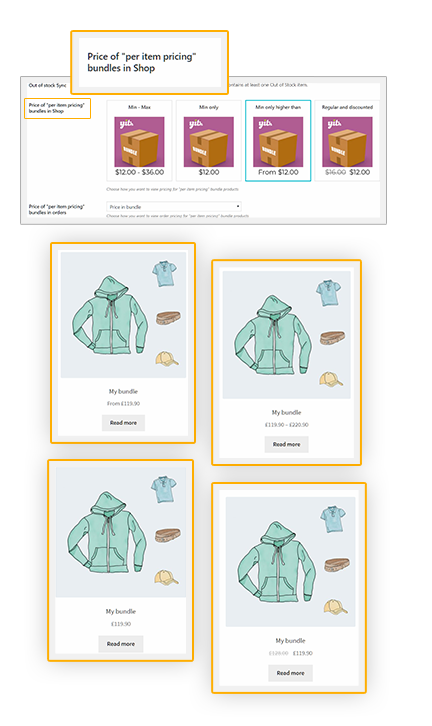 Price of "per item pricing"
bundles in Shop
Out of stock Sync
ontains at least one Out of Stock item.
Price of "per item pricing"
bundles in Shop
Min - Max
Min only
Min only higher than
Regular and discounted
yith
yith
yith
yith
BUNDLE
BUNDLE
BUNDLE
BUNDLE
$12.00 - $36.00
$12.00
From $12.00
$16.00 $12.00
Choose how you want to view pricing for "per item pricing" bundle products
Price of "per item pricing"
bundles in orders
Price in bundle
Choose how you want to view order pricing for "per item pricing" bundle products
My bundle
From £119.90
Read more
My bundle
£119.90 – £220.90
Read more
My bundle
£119.90
Read more
My bundle
£119.90
Read more